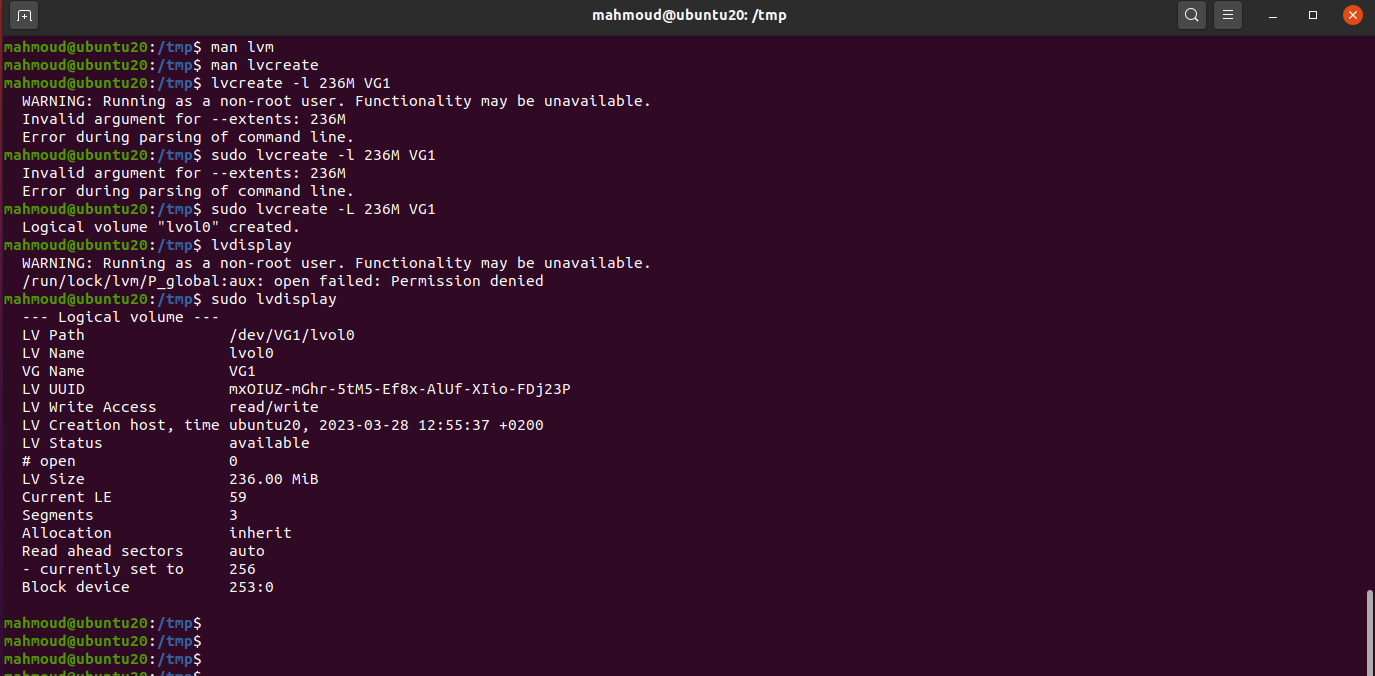 mahmoud@ubuntu20: /tmp
mahmoud@ubuntu20:/tmp$ man lvm
mahmoud@ubuntu20:/tmp$ man lvcreate
mahmoud@ubuntu20:/tmp$ lvcreate -l 236M VG1
  WARNING: Running as a non-root user. Functionality may be unavailable.
  Invalid argument for --extents: 236M
  Error during parsing of command line.
mahmoud@ubuntu20:/tmp$ sudo lvcreate -l 236M VG1
  Invalid argument for --extents: 236M
  Error during parsing of command line.
mahmoud@ubuntu20:/tmp$ sudo lvcreate -L 236M VG1
  Logical volume "lvol0" created.
mahmoud@ubuntu20:/tmp$ lvdisplay
  WARNING: Running as a non-root user. Functionality may be unavailable.
  /run/lock/lvm/P_global:aux: open failed: Permission denied
mahmoud@ubuntu20:/tmp$ sudo lvdisplay
  --- Logical volume ---
  LV Path                /dev/VG1/lvol0
  LV Name                lvol0
  VG Name                VG1
  LV UUID                mxOIUZ-mGhr-5tM5-Ef8x-AlUf-XIio-FDj23P
  LV Write Access        read/write
  LV Creation host, time ubuntu20, 2023-03-28 12:55:37 +0200
  LV Status              available
  # open                 0
  LV Size                236.00 MiB
  Current LE             59
  Segments               3
  Allocation             inherit
  Read ahead sectors     auto
  - currently set to     256
  Block device           253:0
mahmoud@ubuntu20:/tmp$
mahmoud@ubuntu20:/tmp$
mahmoud@ubuntu20:/tmp$
mahmoud@ubuntu20:/tmp$